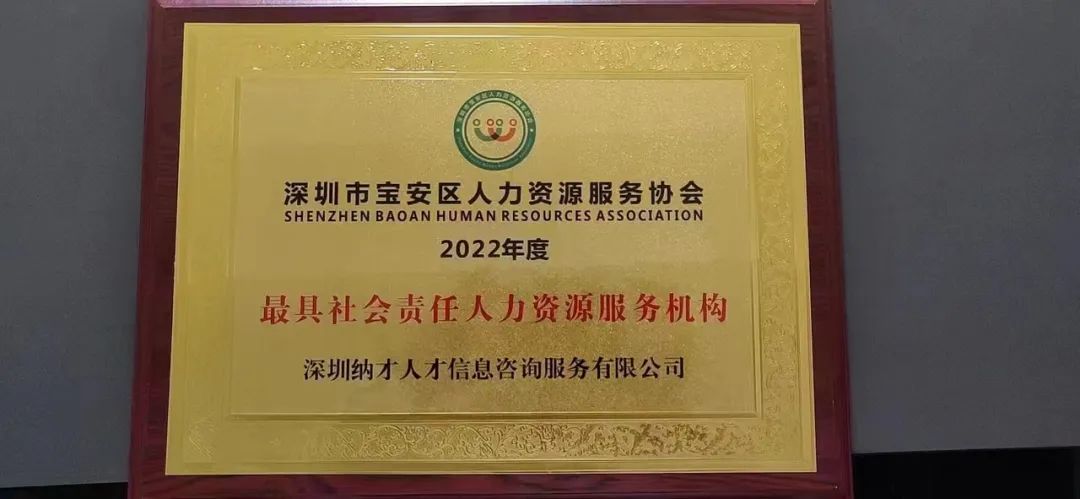 深圳市宝安区人力资源服务协会
SHENZHEN BAOAN HUMAN RESOURCES ASSOCIATION
2022年度
最具社会责任人力资源服务机构
深圳纳才人才信息咨询服务有限公司